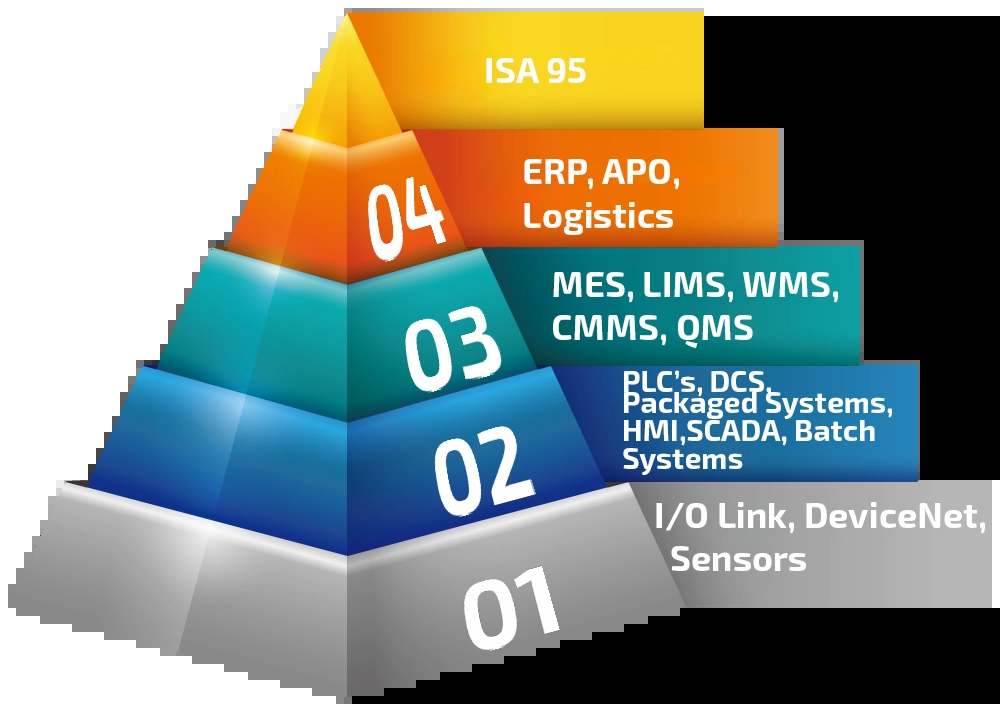 ISA 95
04
ERP, APO,
Logistics
03
MES, LIMS, WMS,
CMMS, QMS
02
PLC's, DCS,
Packaged Systems,
HMI,SCADA, Batch
Systems
01
I/O Link, DeviceNet,
Sensors